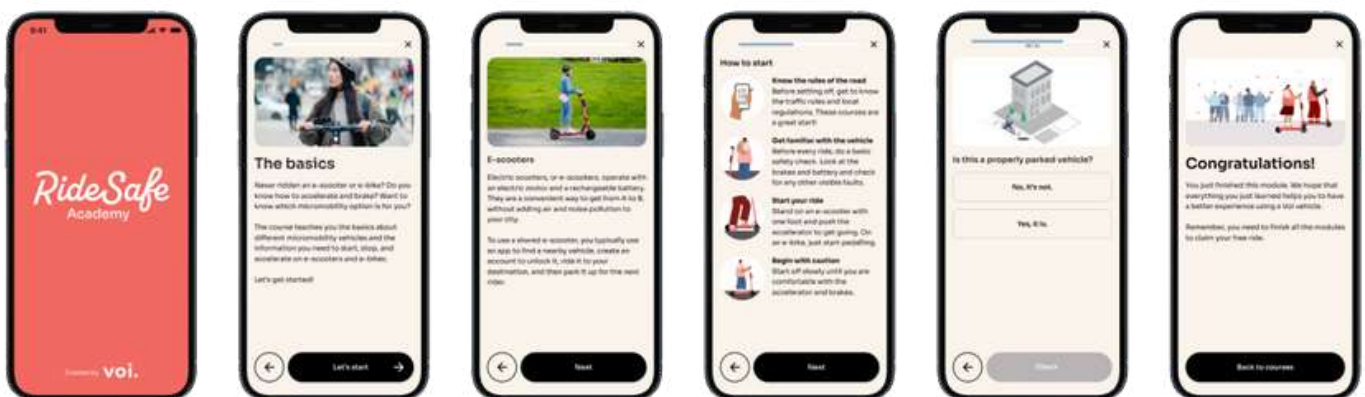 9:41
RideSafe
Academy
Created by voi.
The basics
Never ridden an e-scooter or e-bike? Do you
know how to accelerate and brake? Want to
know which micromobility option is for you?
The course teaches you the basics about
different micromobility vehicles and the
information you need to start, stop, and
accelerate on e-scooters and e-bikes.
Let's get started!
Let's start
E-scooters
Electric scooters, or e-scooters, operate with
an electric motor and a rechargeable battery.
They are a convenient way to get from A to B,
without adding air and noise pollution to
your city.
To use a shared e-scooter, you typically use
an app to find a nearby vehicle, create an
account to unlock it, ride it to your
destination, and then park it up for the next
rider.
Next
How to start
Know the rules of the road
Before setting off, get to know
the traffic rules and local
regulations. These courses are
a great start!
Get familiar with the vehicle
Before every ride, do a basic
safety check. Look at the
brakes and battery and check
for any other visible faults.
Start your ride
Stand on an e-scooter with
one foot and push the
accelerator to get going. On
an e-bike, just start pedalling.
Begin with caution
Start off slowly until you are
comfortable with the
accelerator and brakes.
Next
Is this a properly parked vehicle?
No, it's not.
Yes, it is.
Check
Congratulations!
You just finished this module. We hope that
everything you just learned helps you to have
a better experience using a Voi vehicle.
Remember, you need to finish all the modules
to claim your free ride.
Back to courses